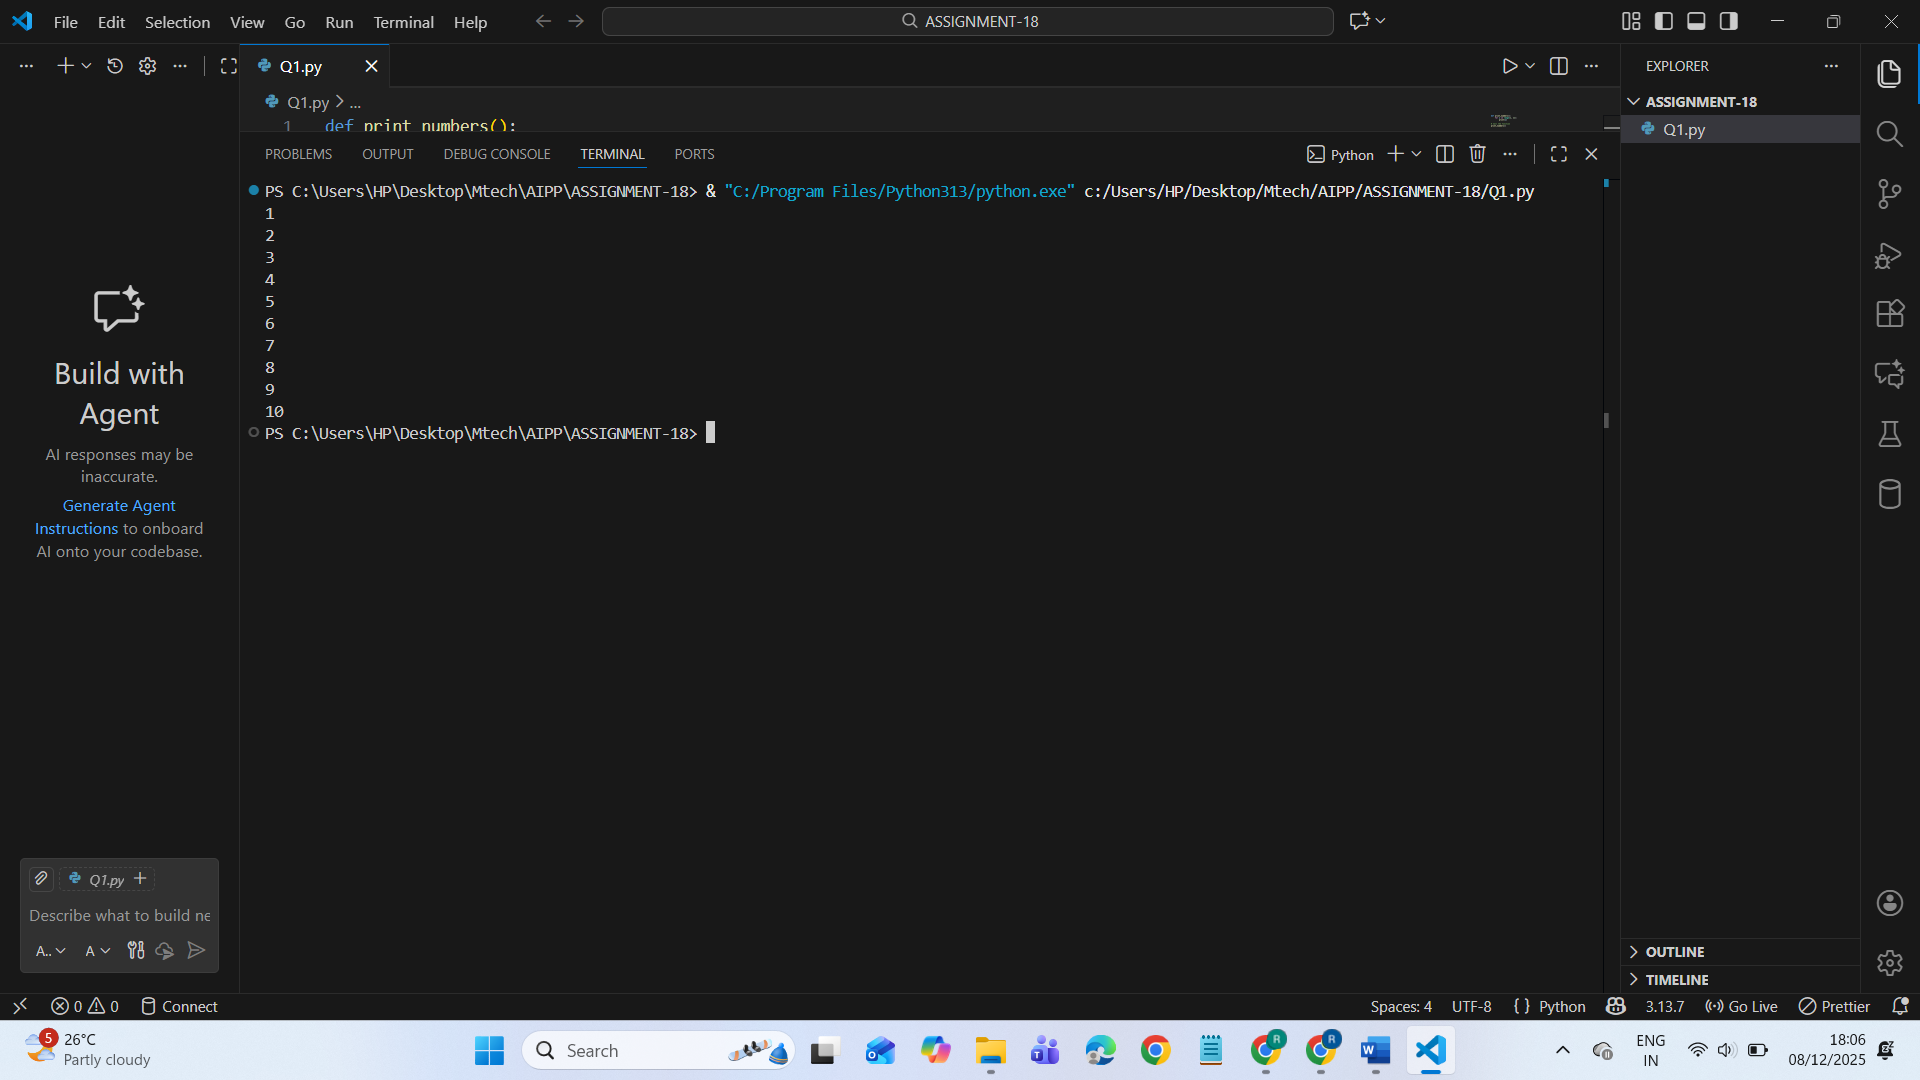 File Edit Selection View Go Run Terminal Help
ASSIGNMENT-18
Q1.py
Q1.py > ...
1 def print_numbers():
PROBLEMS OUTPUT DEBUG CONSOLE TERMINAL PORTS
Python
PS C:\Users\HP\Desktop\Mtech\AIPP\ASSIGNMENT-18> & "C:/Program Files/Python313/python.exe" c:/Users/HP/Desktop/Mtech/AIPP/ASSIGNMENT-18/Q1.py
1
2
3
4
5
6
7
8
9
10
PS C:\Users\HP\Desktop\Mtech\AIPP\ASSIGNMENT-18>
Build with
Agent
AI responses may be
inaccurate.
Generate Agent
Instructions to onboard
AI onto your codebase.
Q1.py
Describe what to build ne
A..
A
EXPLORER
ASSIGNMENT-18
Q1.py
OUTLINE
TIMELINE
0 0 Connect
Spaces: 4 UTF-8 { } Python 3.13.7 Go Live Prettier
5
26°C
Partly cloudy
Search
R
R
ENG
IN
18:06
08/12/2025